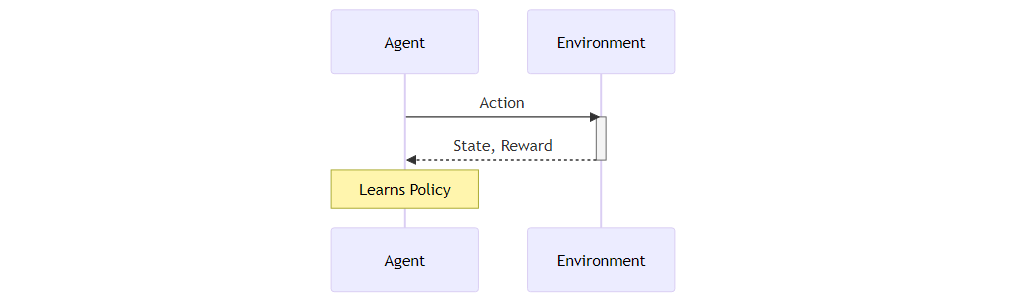 Agent
Environment
Action
State, Reward
Learns Policy
Agent
Environment